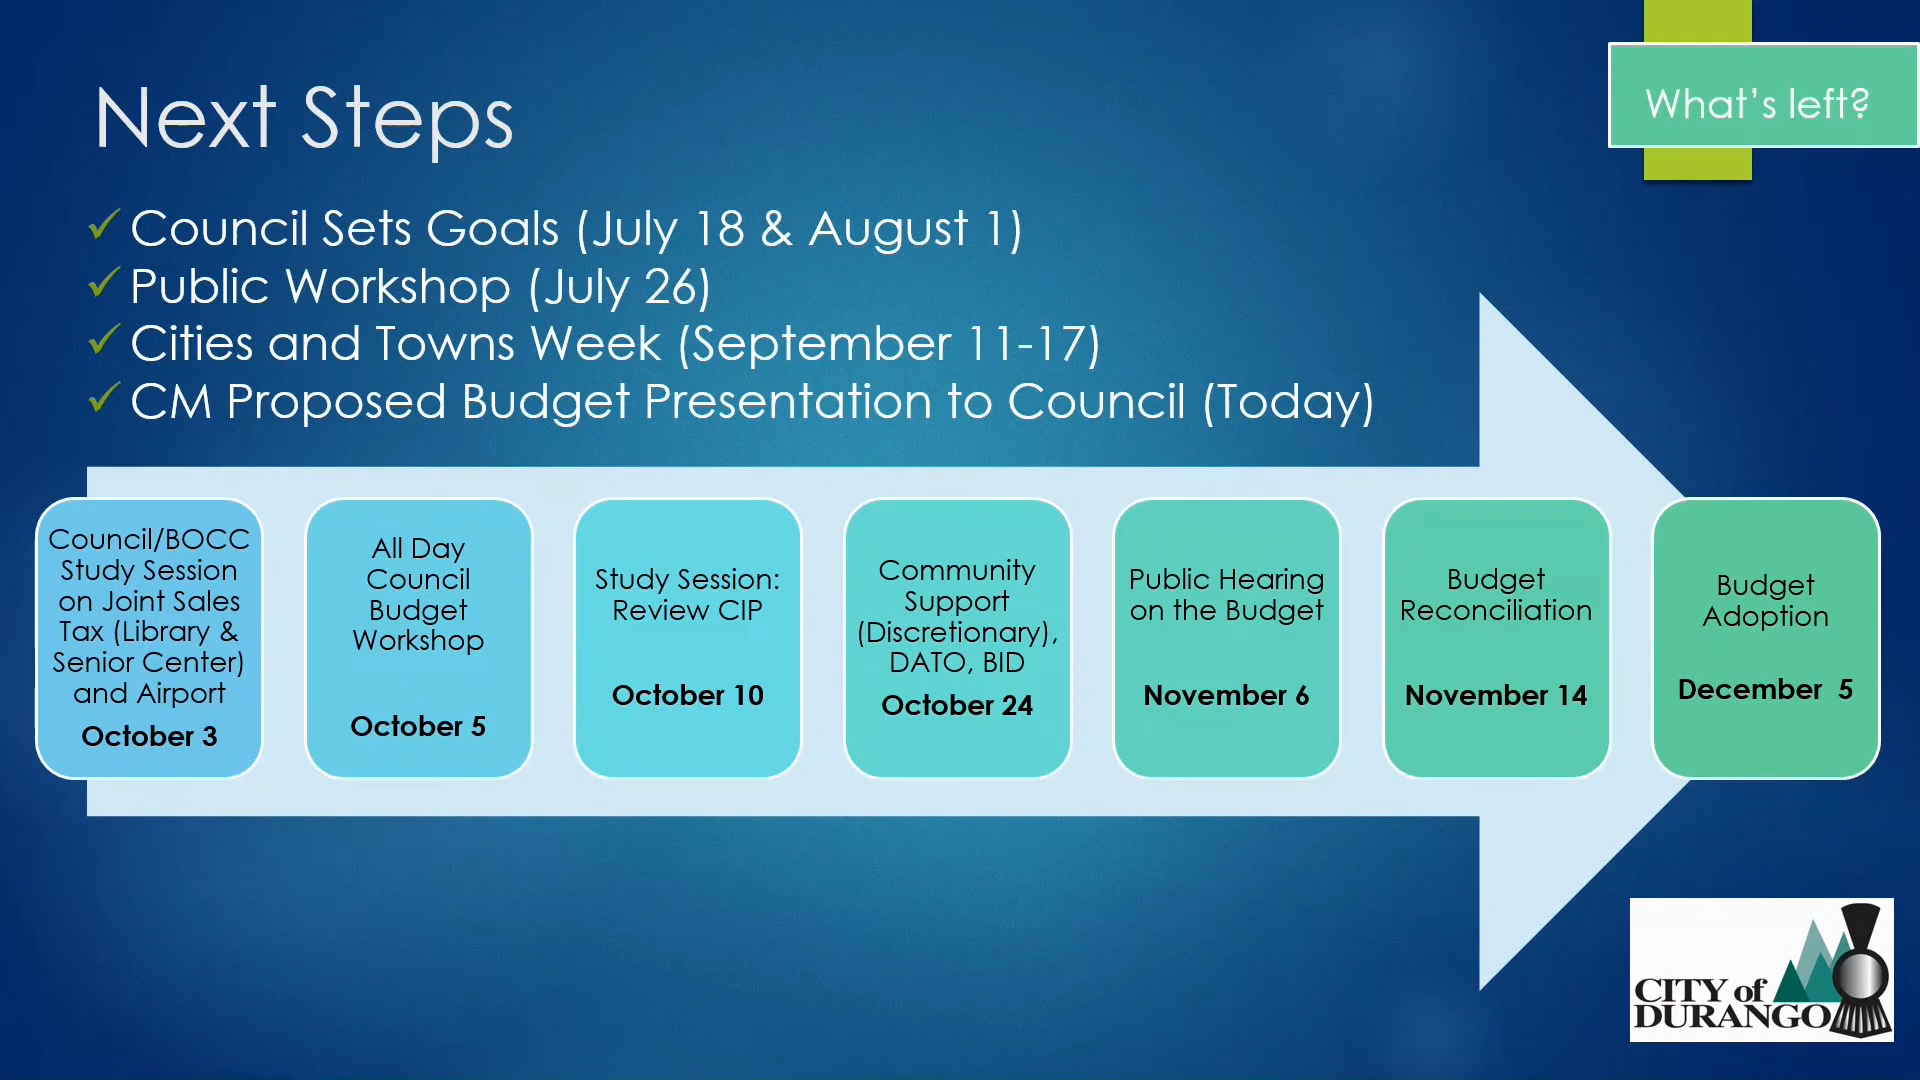 Next Steps
What's left?
✓ Council Sets Goals (July 18 & August 1)
✓ Public Workshop (July 26)
✓ Cities and Towns Week (September 11-17)
✓ CM Proposed Budget Presentation to Council (Today)
Council/BOCC
Study Session
on Joint Sales
Tax (Library &
Senior Center)
and Airport
October 3
All Day
Council
Budget
Workshop
October 5
Study Session:
Review CIP
October 10
Community
Support
(Discretionary),
DATO, BID
October 24
Public Hearing
on the Budget
November 6
Budget
Reconciliation
November 14
Budget
Adoption
December 5
CITY of
DURANGO